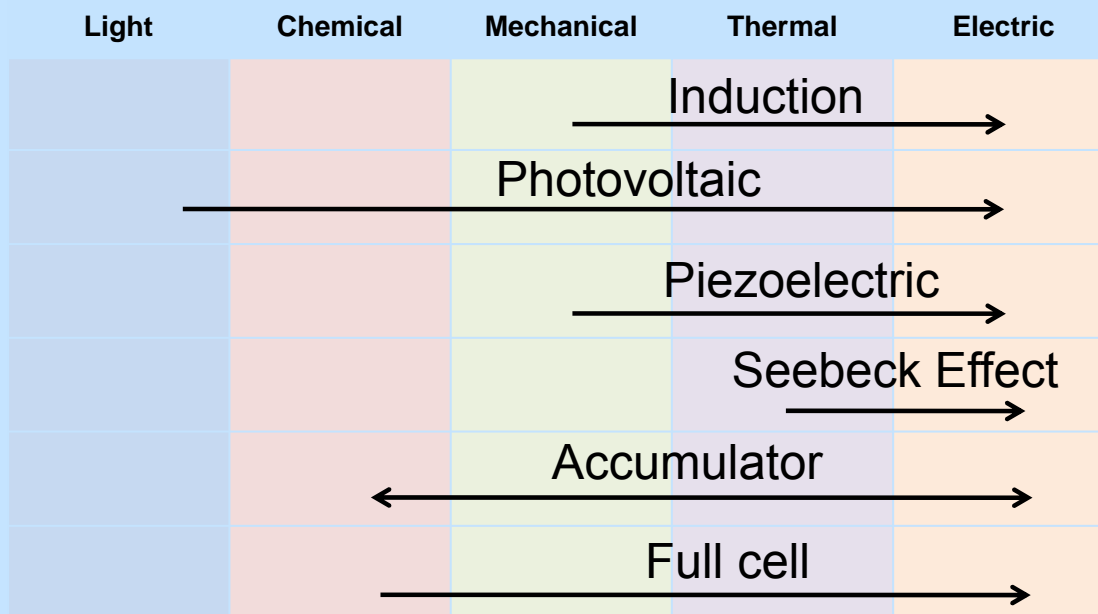 Light Chemical Mechanical Thermal Electric
Induction
Photovoltaic
Piezoelectric
Seebeck Effect
Accumulator
Full cell